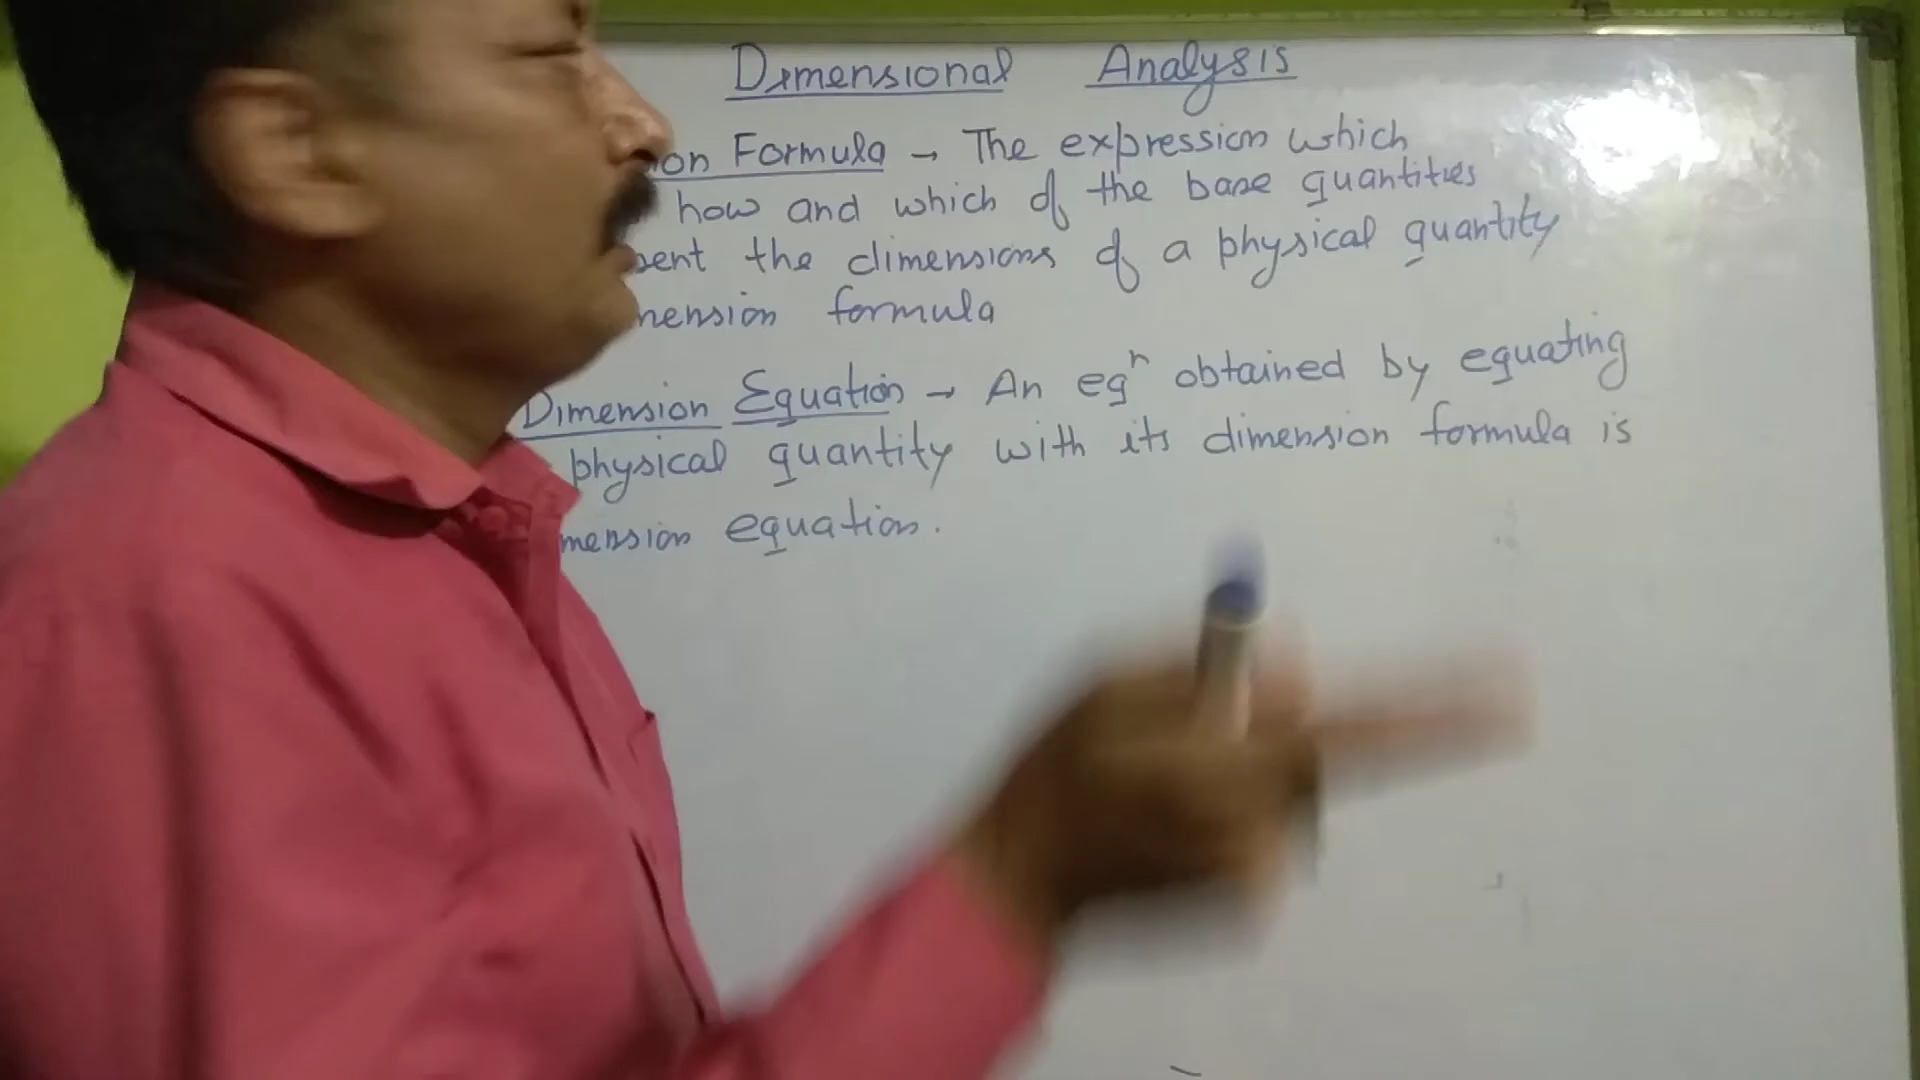 Dimensional Analysis
on Formula → The expression which
how and which of the base quantities
sent the dimensions of a physical quantity
mension formula
Dimension Equation → An eqⁿ obtained by equating
physical quantity with its dimension formula is
mension equation.